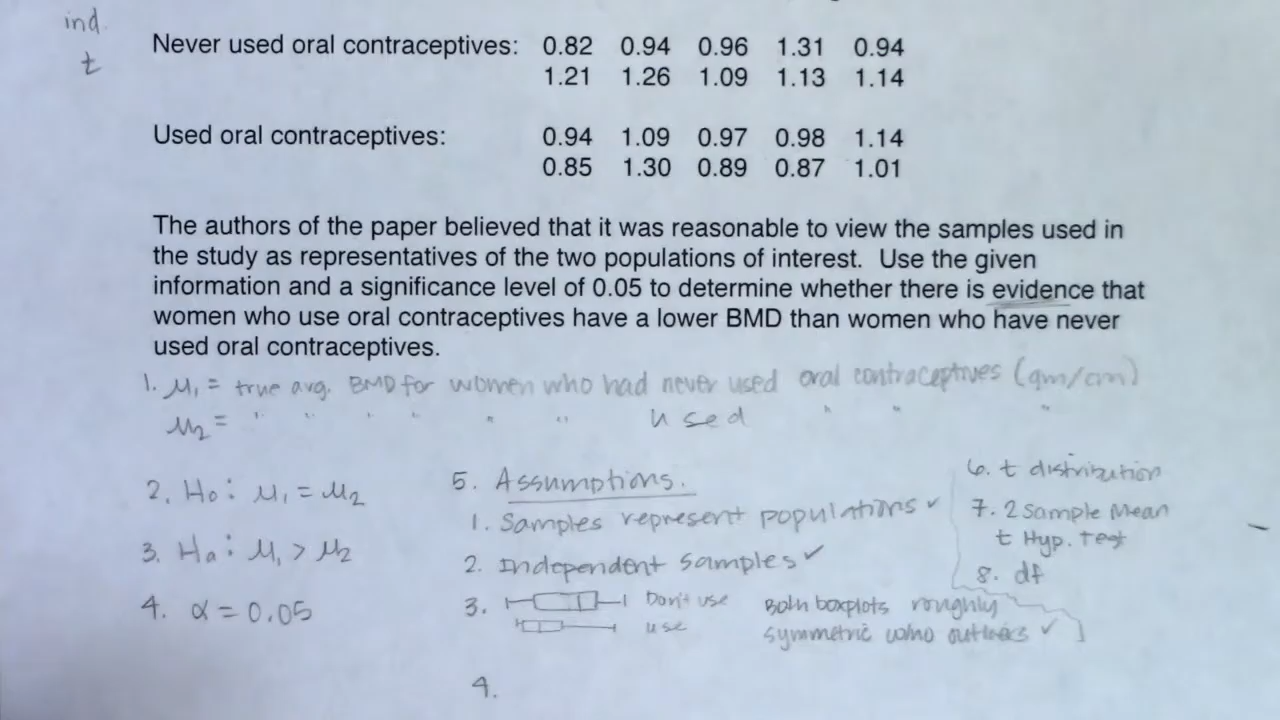 ind.
t
Never used oral contraceptives: 0.82 0.94 0.96 1.31 0.94
1.21 1.26 1.09 1.13 1.14
Used oral contraceptives: 0.94 1.09 0.97 0.98 1.14
0.85 1.30 0.89 0.87 1.01
The authors of the paper believed that it was reasonable to view the samples used in
the study as representatives of the two populations of interest. Use the given
information and a significance level of 0.05 to determine whether there is evidence that
women who use oral contraceptives have a lower BMD than women who have never
used oral contraceptives.
1. μ₁ = true avg. BMD for women who had never used oral contraceptives (gm/cm)
μ₂ = " " " " " " used " " "
2. H₀: μ₁ = μ₂
3. Ha: μ₁ > μ₂
4. α = 0.05
5. Assumptions.
1. Samples represent populations ✓
2. Independent samples ✓
3. Don't use
use
Both boxplots roughly
symmetric w/no outliers ✓
4.
6. t distribution
7. 2 Sample Mean
t Hyp. Test
8. df